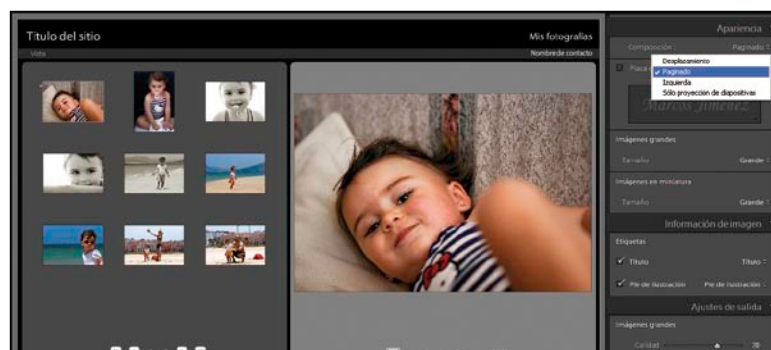 Título del sitio
Mis fotografías
Vista
Nombre de contacto
Apariencia
Composición :
Paginado
Desplazamiento
Paginado
Izquierda
Sólo proyección de diapositivas
Placa
Marcos Jimenez
Imágenes grandes
Tamaño
Grande
Imágenes en miniatura
Tamaño
Grande
Información de imagen
Etiquetas
Título
Título
Pie de ilustración
Pie de ilustración
Ajustes de salida
Imágenes grandes
Calidad
70